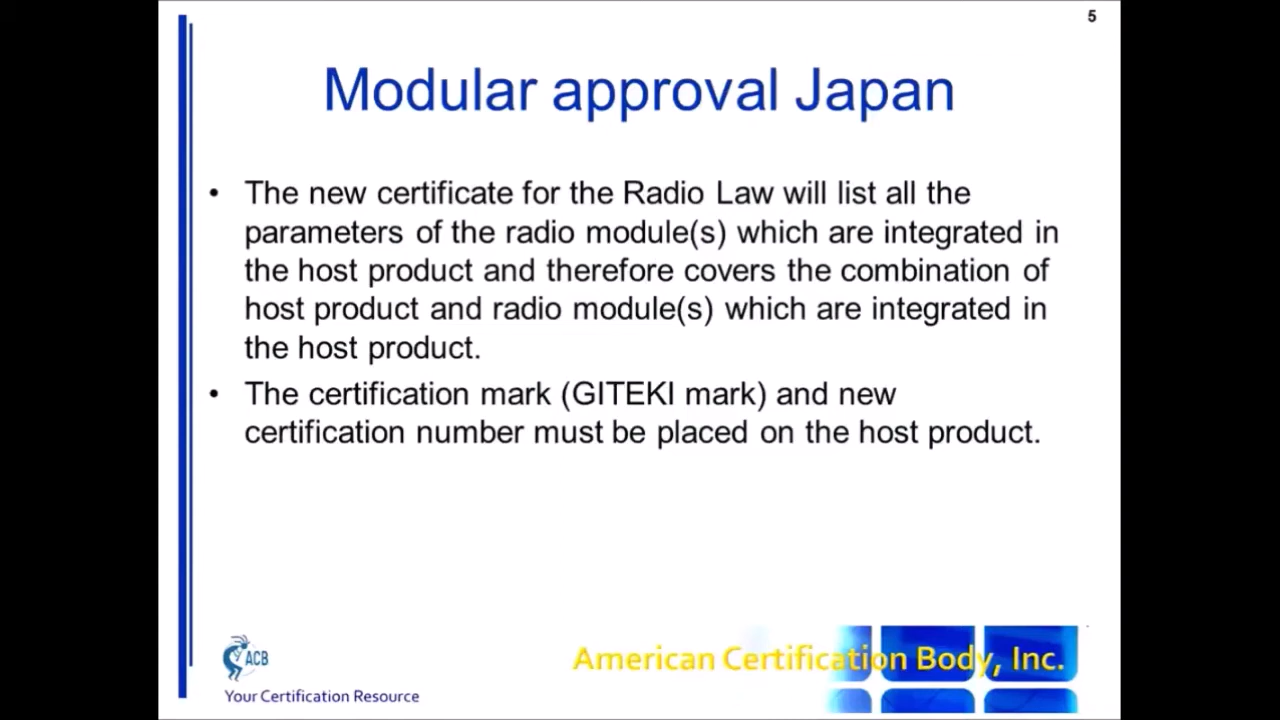 5
Modular approval Japan
• The new certificate for the Radio Law will list all the
parameters of the radio module(s) which are integrated in
the host product and therefore covers the combination of
host product and radio module(s) which are integrated in
the host product.
• The certification mark (GITEKI mark) and new
certification number must be placed on the host product.
ACB
American Certification Body, Inc.
Your Certification Resource